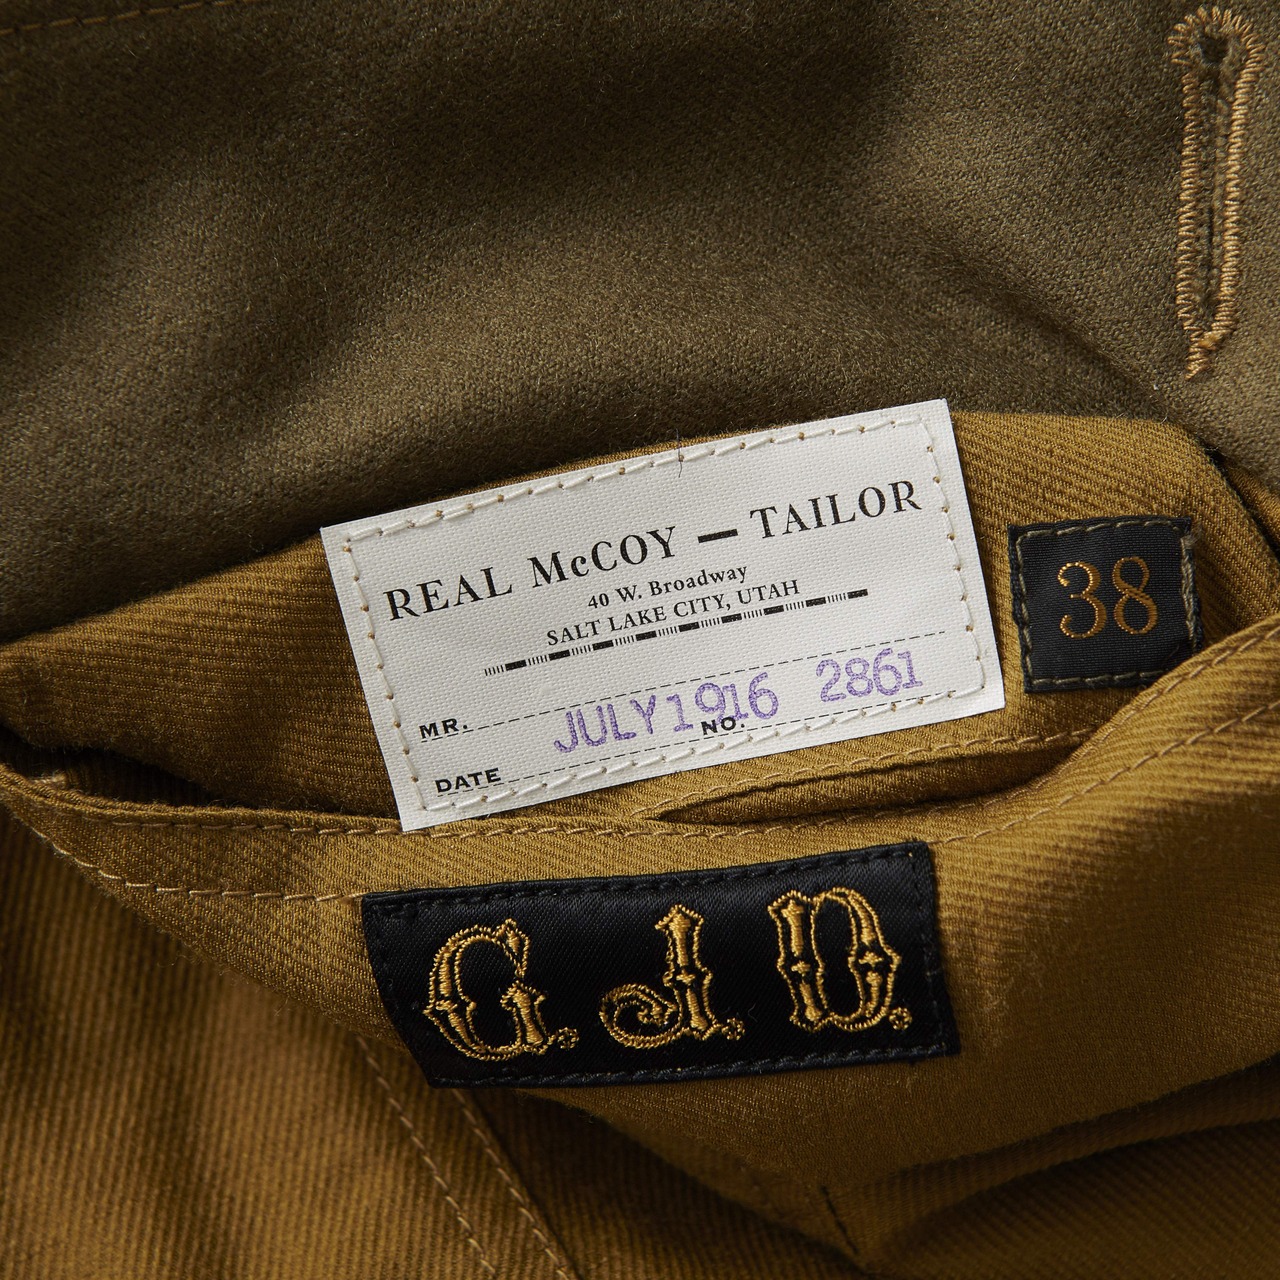 REAL McCOY — TAILOR
40 W. Broadway
SALT LAKE CITY, UTAH
MR.
JULY 1916 2861
NO.
DATE
38
G. J. D.